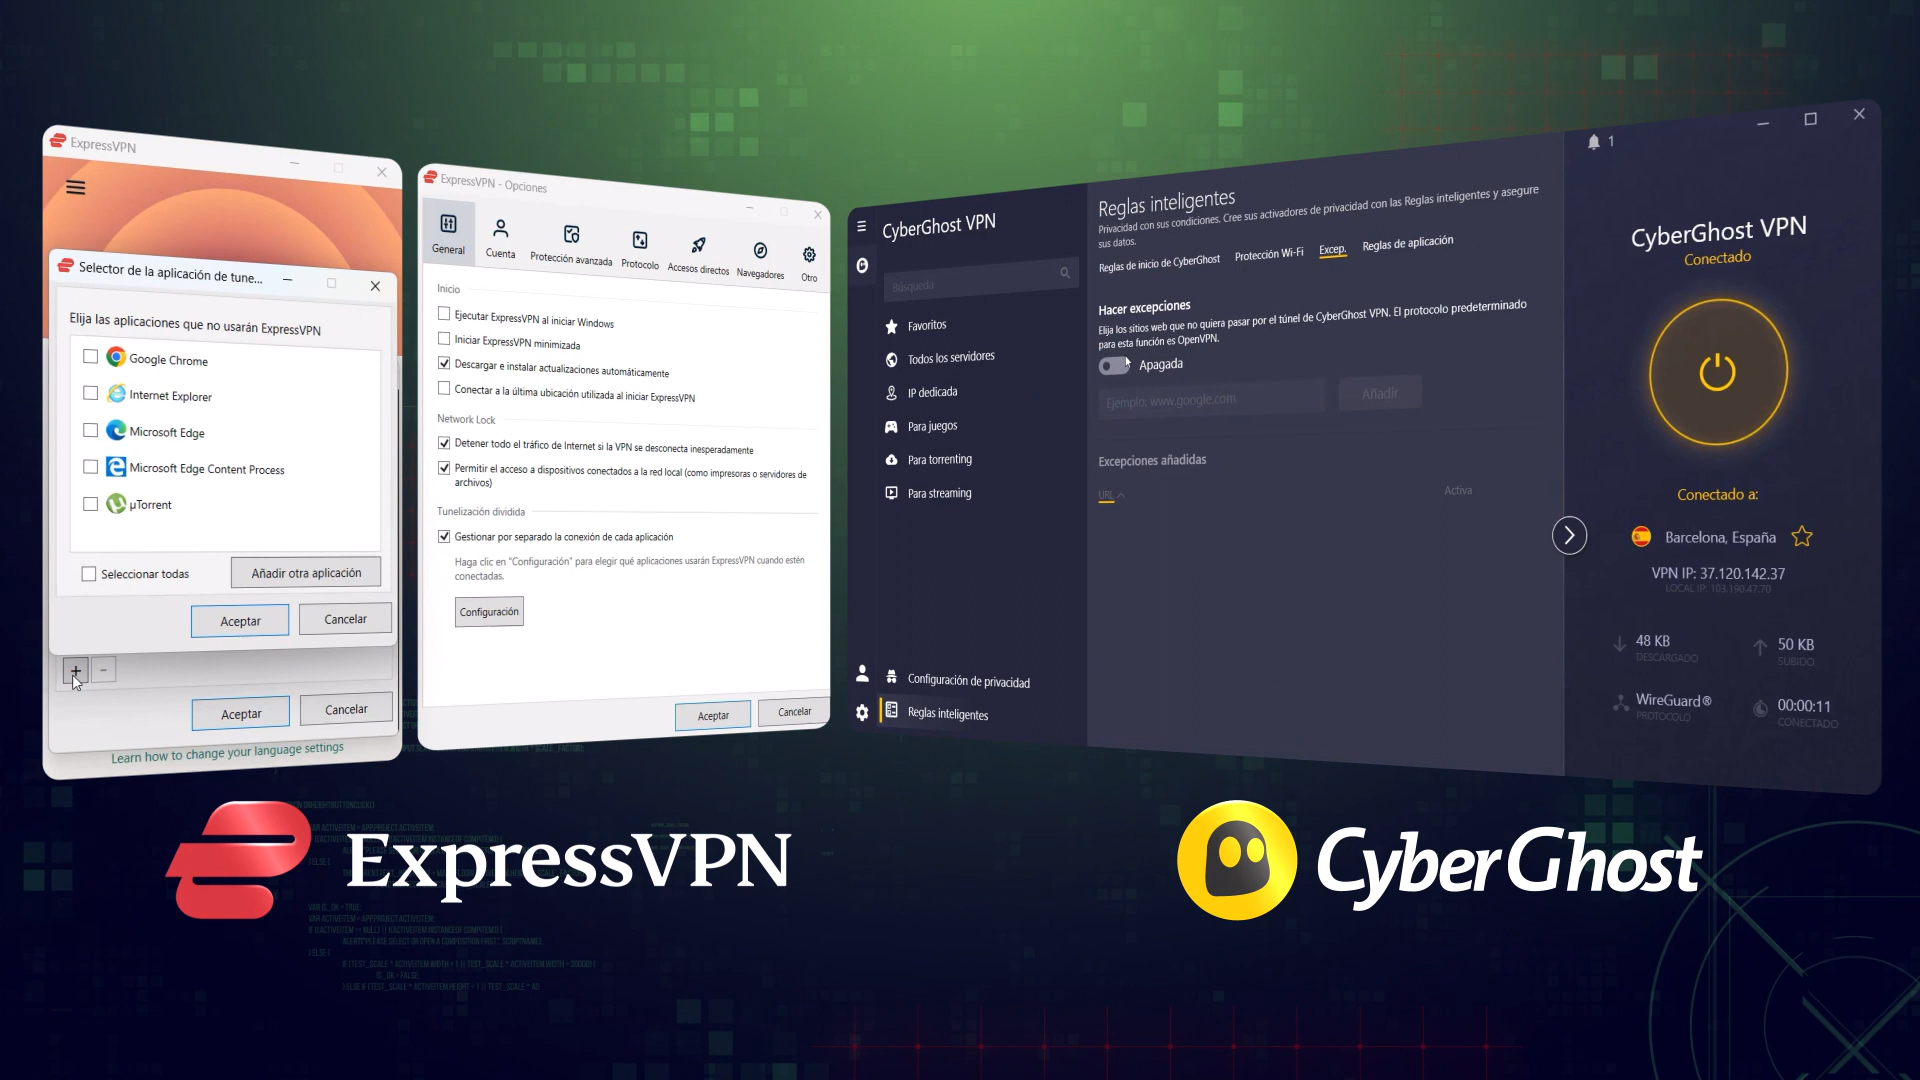 ExpressVPN
Selector de la aplicación de tune...
Elija las aplicaciones que no usarán ExpressVPN
Google Chrome
Internet Explorer
Microsoft Edge
Microsoft Edge Content Process
µTorrent
Seleccionar todas
Añadir otra aplicación
Aceptar
Cancelar
+ -
Aceptar
Cancelar
Learn how to change your language settings
ExpressVPN - Opciones
General
Cuenta
Protección avanzada
Protocolo
Accesos directos
Navegadores
Otro
Inicio
Ejecutar ExpressVPN al iniciar Windows
Iniciar ExpressVPN minimizada
Descargar e instalar actualizaciones automáticamente
Conectar a la última ubicación utilizada al iniciar ExpressVPN
Network Lock
Detener todo el tráfico de Internet si la VPN se desconecta inesperadamente
Permitir el acceso a dispositivos conectados a la red local (como impresoras o servidores de
archivos)
Tunelización dividida
Gestionar por separado la conexión de cada aplicación
Haga clic en "Configuración" para elegir qué aplicaciones usarán ExpressVPN cuando estén
conectadas.
Configuración
Aceptar
Cancelar
CyberGhost VPN
Búsqueda
Favoritos
Todos los servidores
IP dedicada
Para juegos
Para torrenting
Para streaming
Configuración de privacidad
Reglas inteligentes
Reglas inteligentes
Privacidad con sus condiciones. Cree sus activadores de privacidad con las Reglas inteligentes y asegure
sus datos.
Reglas de inicio de CyberGhost
Protección Wi-Fi
Excep.
Reglas de aplicación
Hacer excepciones
Elija los sitios web que no quiera pasar por el túnel de CyberGhost VPN. El protocolo predeterminado
para esta función es OpenVPN.
Apagada
Ejemplo: www.google.com
Añadir
Excepciones añadidas
URL
Activa
1
CyberGhost VPN
Conectado
Conectado a:
Barcelona, España
VPN IP: 37.120.142.37
LOCAL IP: 103.190.47.70
48 KB
DESCARGADO
50 KB
SUBIDO
WireGuard®
PROTOCOLO
00:00:11
CONECTADO
ExpressVPN
CyberGhost